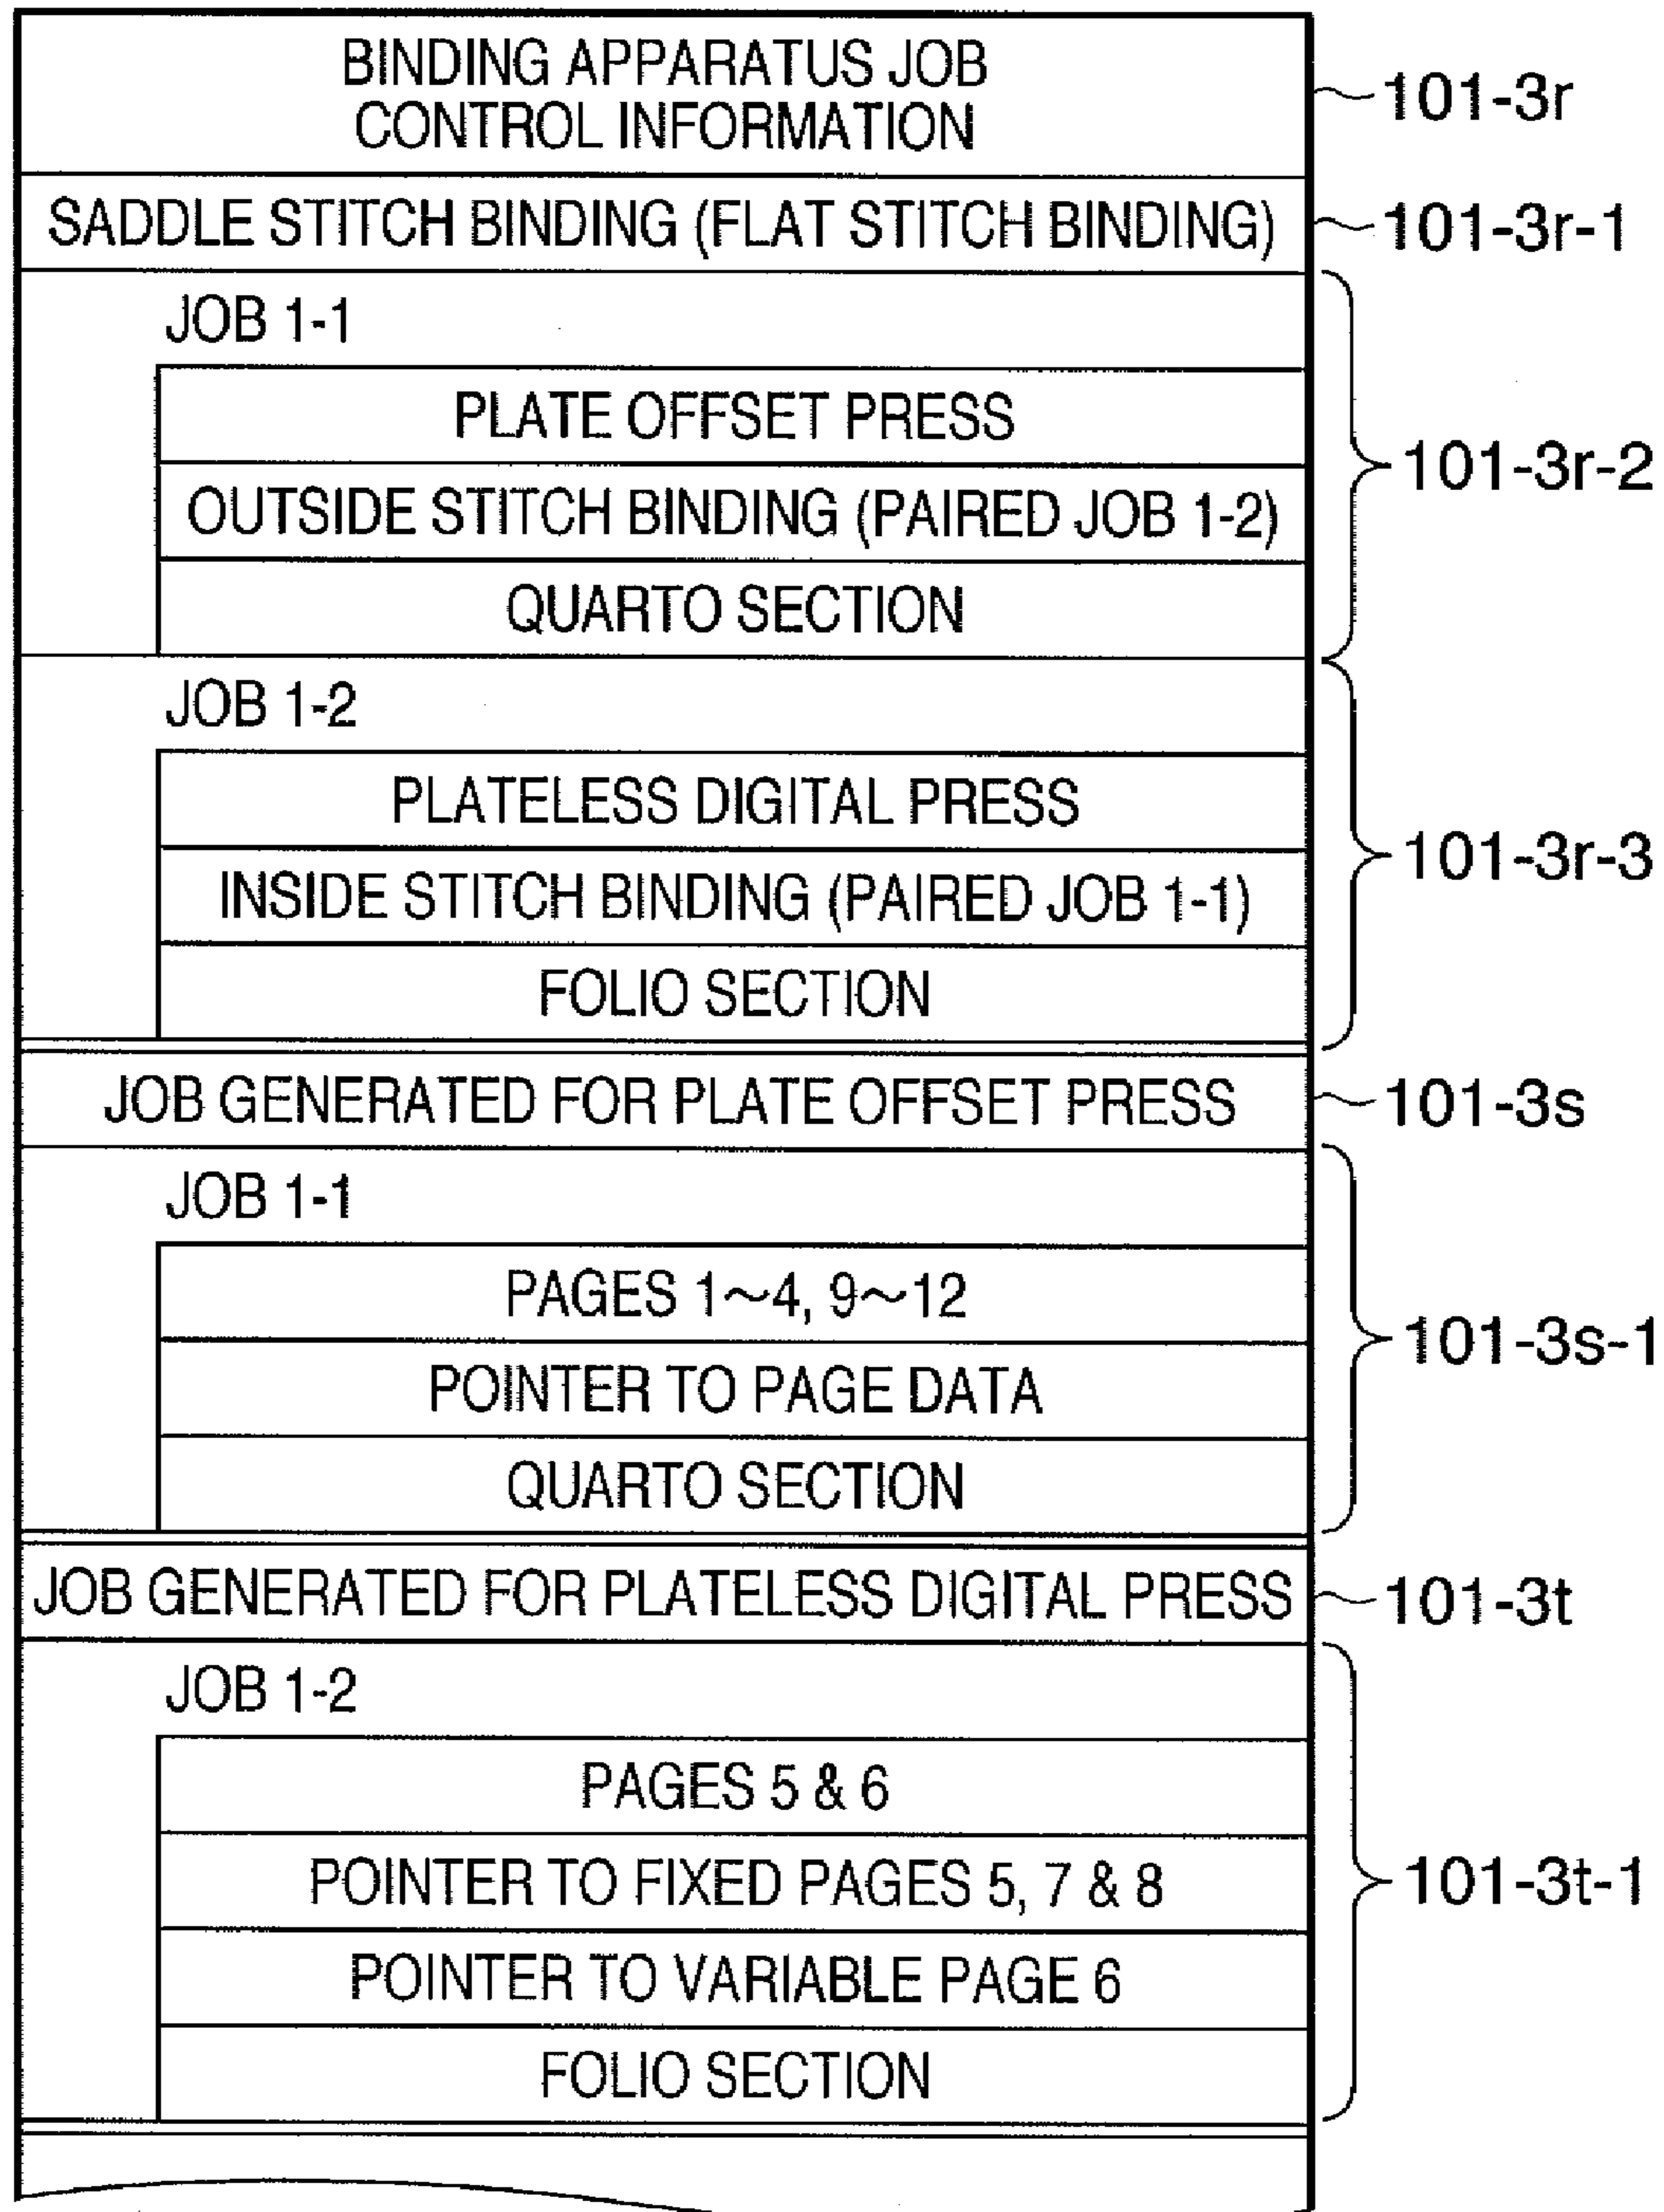 BINDING APPARATUS JOB
CONTROL INFORMATION
101-3r
SADDLE STITCH BINDING (FLAT STITCH BINDING)
101-3r-1
JOB 1-1
PLATE OFFSET PRESS
OUTSIDE STITCH BINDING (PAIRED JOB 1-2)
QUARTO SECTION
101-3r-2
JOB 1-2
PLATELESS DIGITAL PRESS
INSIDE STITCH BINDING (PAIRED JOB 1-1)
FOLIO SECTION
101-3r-3
JOB GENERATED FOR PLATE OFFSET PRESS
101-3s
JOB 1-1
PAGES 1~4, 9~12
POINTER TO PAGE DATA
QUARTO SECTION
101-3s-1
JOB GENERATED FOR PLATELESS DIGITAL PRESS
101-3t
JOB 1-2
PAGES 5 & 6
POINTER TO FIXED PAGES 5, 7 & 8
POINTER TO VARIABLE PAGE 6
FOLIO SECTION
101-3t-1